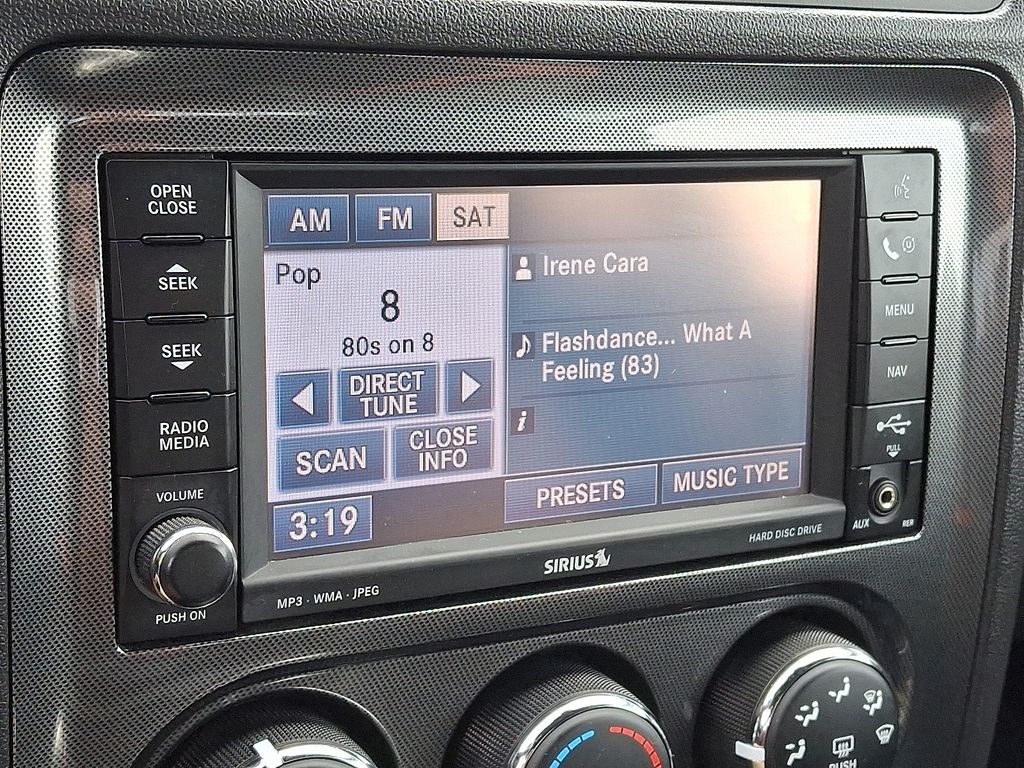 OPEN
CLOSE
SEEK
SEEK
RADIO
MEDIA
VOLUME
PUSH ON
AM
FM
SAT
Pop
8
80s on 8
DIRECT
TUNE
SCAN
CLOSE
INFO
3:19
Irene Cara
Flashdance... What A
Feeling (83)
i
PRESETS
MUSIC TYPE
MP3 · WMA · JPEG
SIRIUS
HARD DISC DRIVE
MENU
NAV
PULL
AUX
PUSH